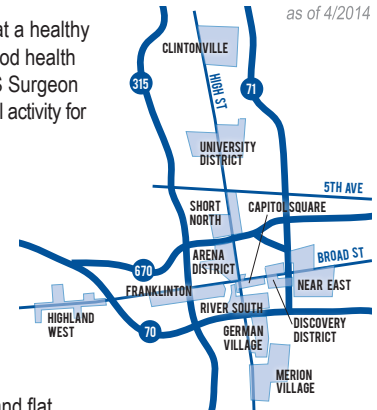 as of 4/2014
at a healthy
od health
S Surgeon
l activity for
CLINTONVILLE
315
HIGH ST
71
UNIVERSITY
DISTRICT
5TH AVE
SHORT
NORTH
CAPITOL SQUARE
ARENA
DISTRICT
BROAD ST
670
FRANKLINTON
NEAR EAST
HIGHLAND
WEST
70
RIVER SOUTH
DISCOVERY
DISTRICT
GERMAN
VILLAGE
MERION
VILLAGE
nd flat